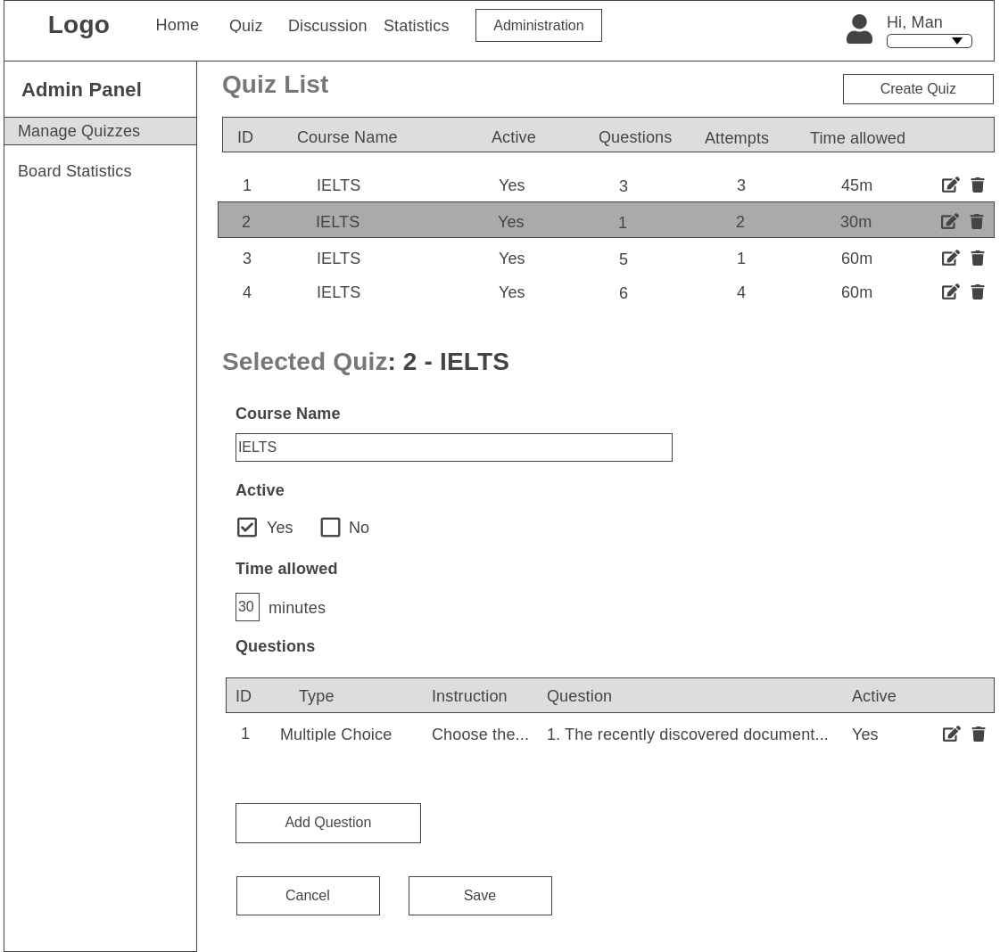 Logo Home Quiz Discussion Statistics Administration Hi, Man
Admin Panel
Manage Quizzes
Board Statistics
Quiz List Create Quiz
ID Course Name Active Questions Attempts Time allowed
1 IELTS Yes 3 3 45m
2 IELTS Yes 1 2 30m
3 IELTS Yes 5 1 60m
4 IELTS Yes 6 4 60m
Selected Quiz: 2 - IELTS
Course Name
IELTS
Active
Yes No
Time allowed
30 minutes
Questions
ID Type Instruction Question Active
1 Multiple Choice Choose the... 1. The recently discovered document... Yes
Add Question
Cancel Save